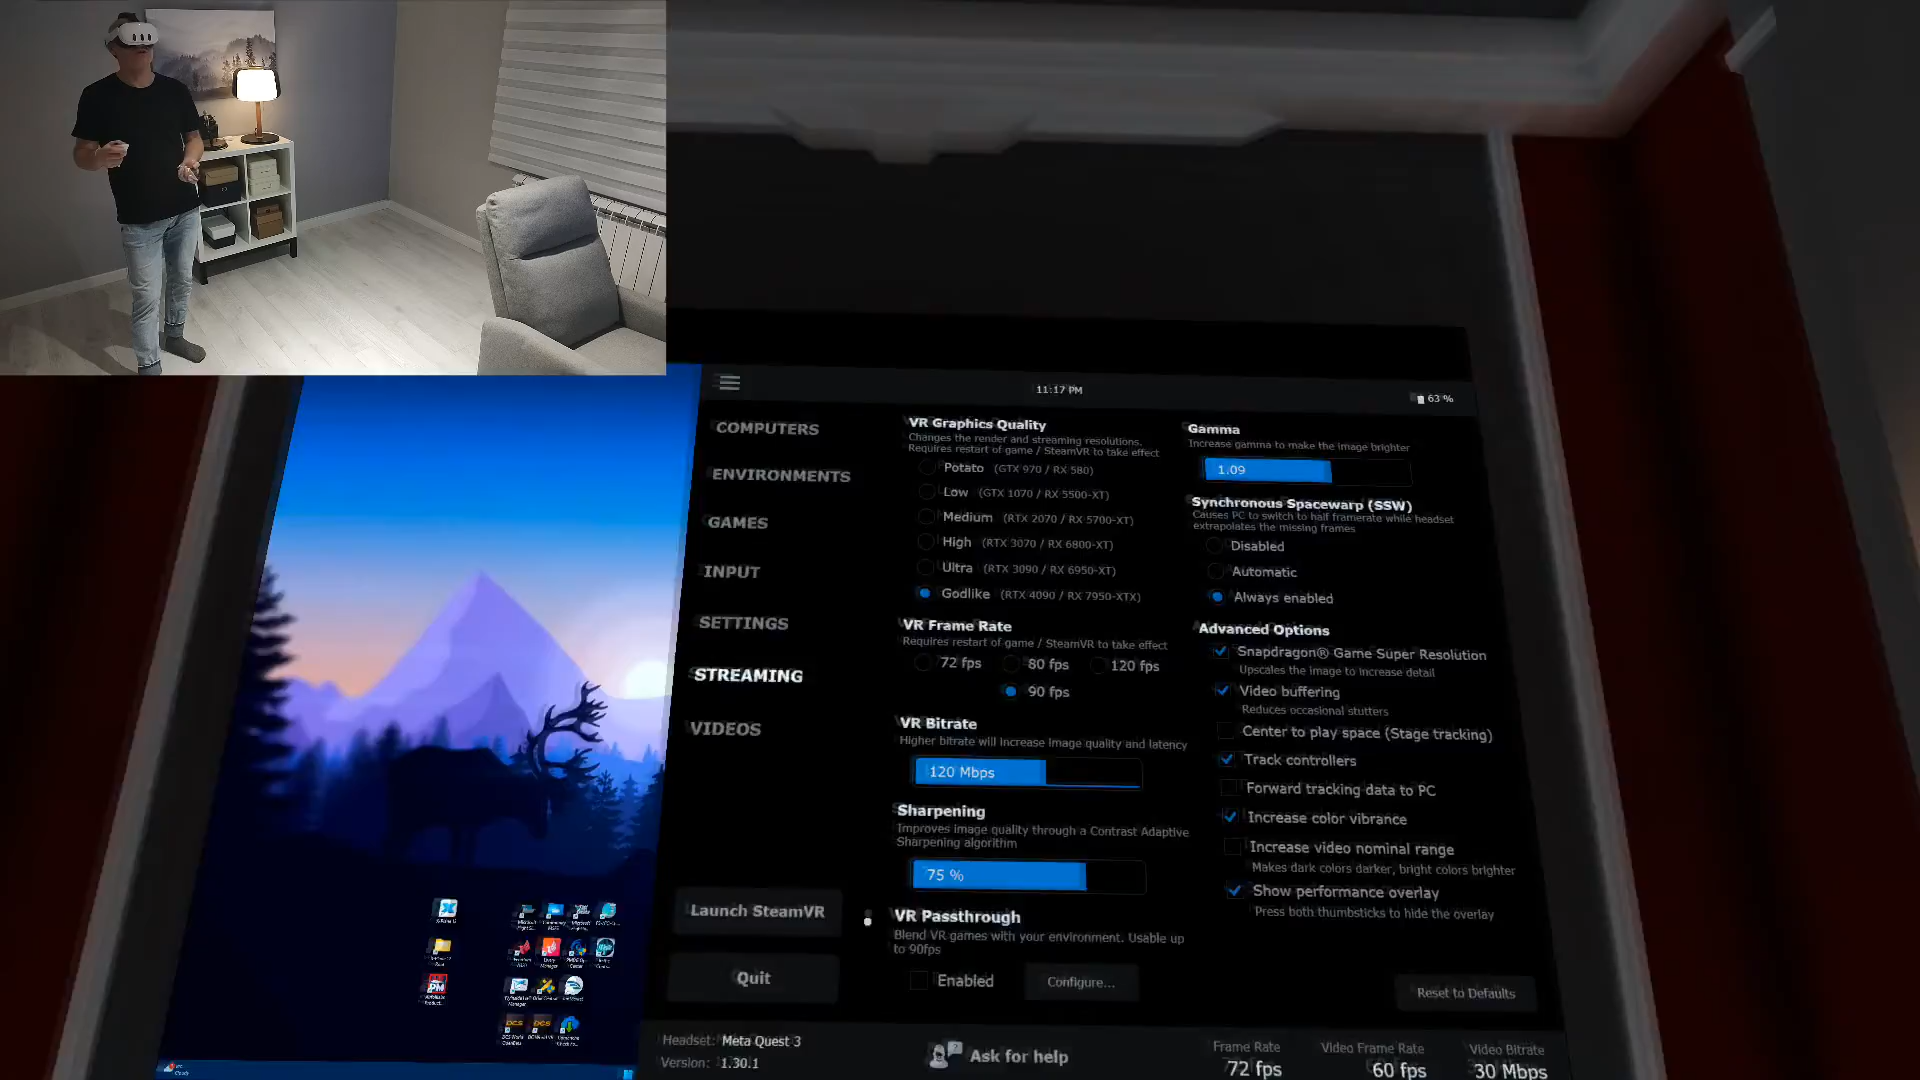 11:17 PM
63 %
COMPUTERS
ENVIRONMENTS
GAMES
INPUT
SETTINGS
STREAMING
VIDEOS
Launch SteamVR
Quit
VR Graphics Quality
Changes the render and streaming resolutions.
Requires restart of game / SteamVR to take effect
Potato (GTX 970 / RX 580)
Low (GTX 1070 / RX 5500-XT)
Medium (RTX 2070 / RX 5700-XT)
High (RTX 3070 / RX 6800-XT)
Ultra (RTX 3090 / RX 6950-XT)
Godlike (RTX 4090 / RX 7950-XTX)
VR Frame Rate
Requires restart of game / SteamVR to take effect
72 fps 80 fps 120 fps
90 fps
VR Bitrate
Higher bitrate will increase image quality and latency
120 Mbps
Sharpening
Improves image quality through a Contrast Adaptive
Sharpening algorithm
75 %
VR Passthrough
Blend VR games with your environment. Usable up
to 90fps
Enabled
Configure...
Gamma
Increase gamma to make the image brighter
1.09
Synchronous Spacewarp (SSW)
Causes PC to switch to half framerate while headset
extrapolates the missing frames
Disabled
Automatic
Always enabled
Advanced Options
Snapdragon® Game Super Resolution
Upscales the image to increase detail
Video buffering
Reduces occasional stutters
Center to play space (Stage tracking)
Track controllers
Forward tracking data to PC
Increase color vibrance
Increase video nominal range
Makes dark colors darker, bright colors brighter
Show performance overlay
Press both thumbsticks to hide the overlay
Reset to Defaults
Headset: Meta Quest 3
Version: 1.30.1
Ask for help
Frame Rate
72 fps
Video Frame Rate
60 fps
Video Bitrate
30 Mbps